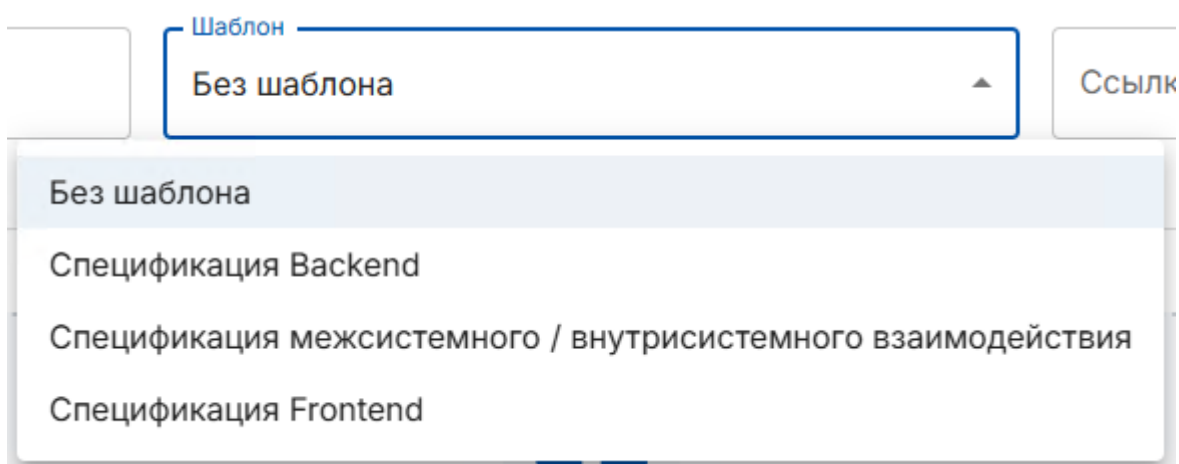 Шаблон
Без шаблона
Ссылк
Без шаблона
Спецификация Backend
Спецификация межсистемного / внутрисистемного взаимодействия
Спецификация Frontend